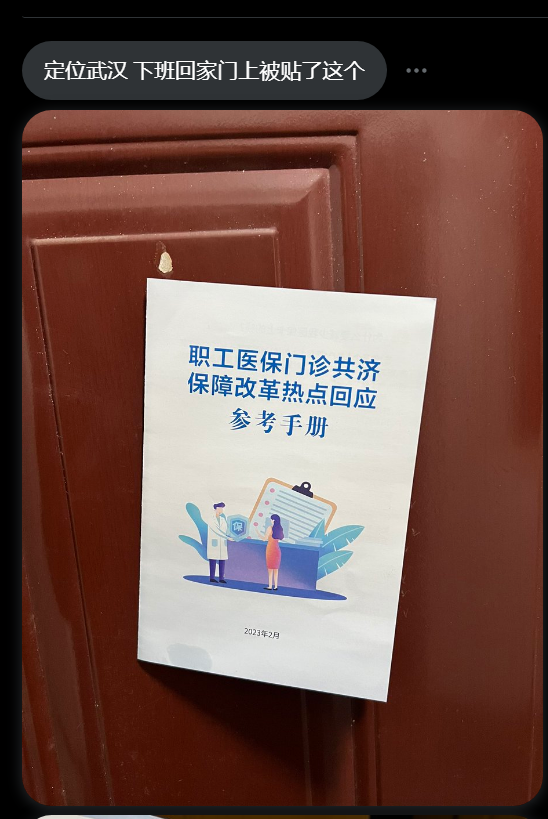 定位武汉 下班回家门上被贴了这个
职工医保门诊共济
保障改革热点回应
参考手册
保
2023年2月